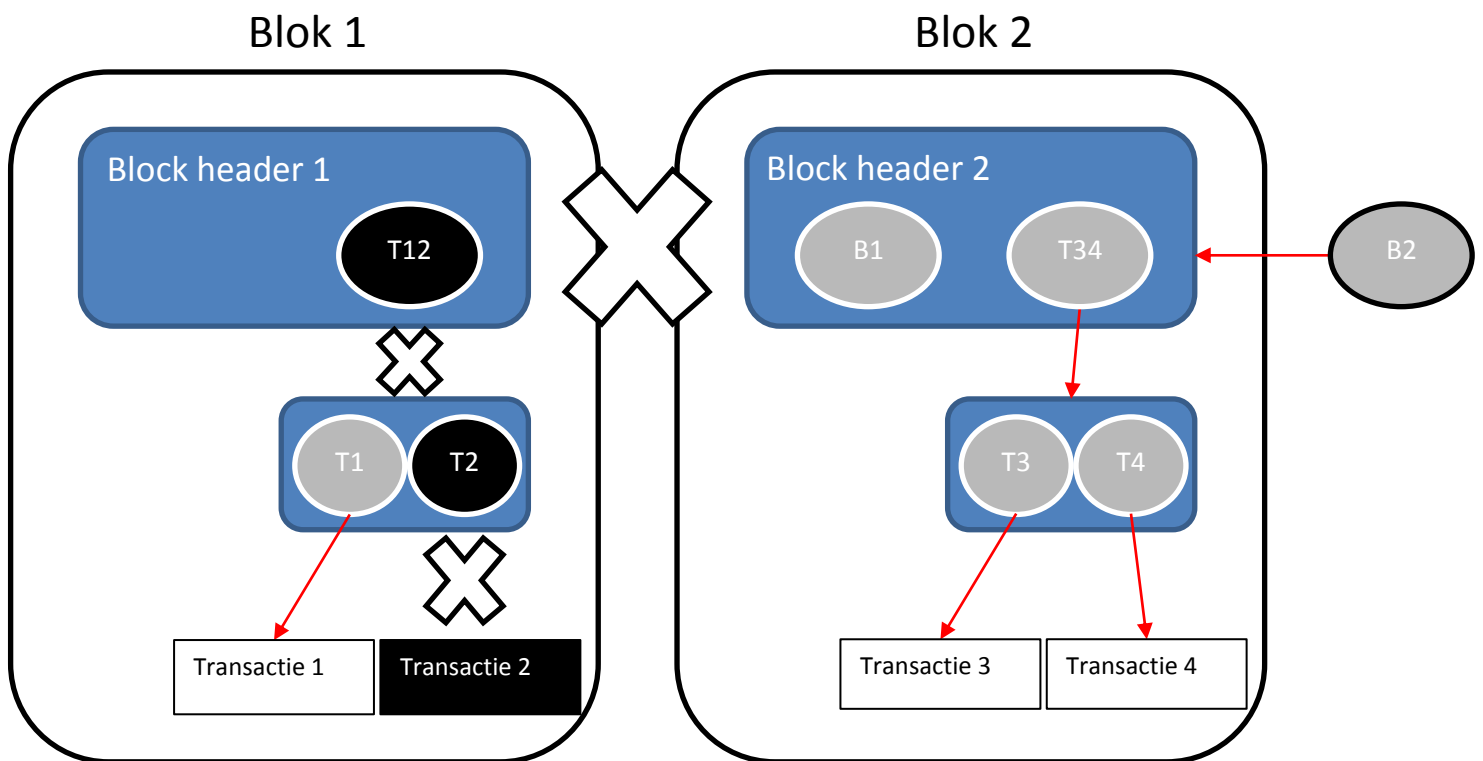 Blok 1
Blok 2
Block header 1
Block header 2
T12
B1
T34
B2
T1
T2
T3
T4
Transactie 1
Transactie 2
Transactie 3
Transactie 4